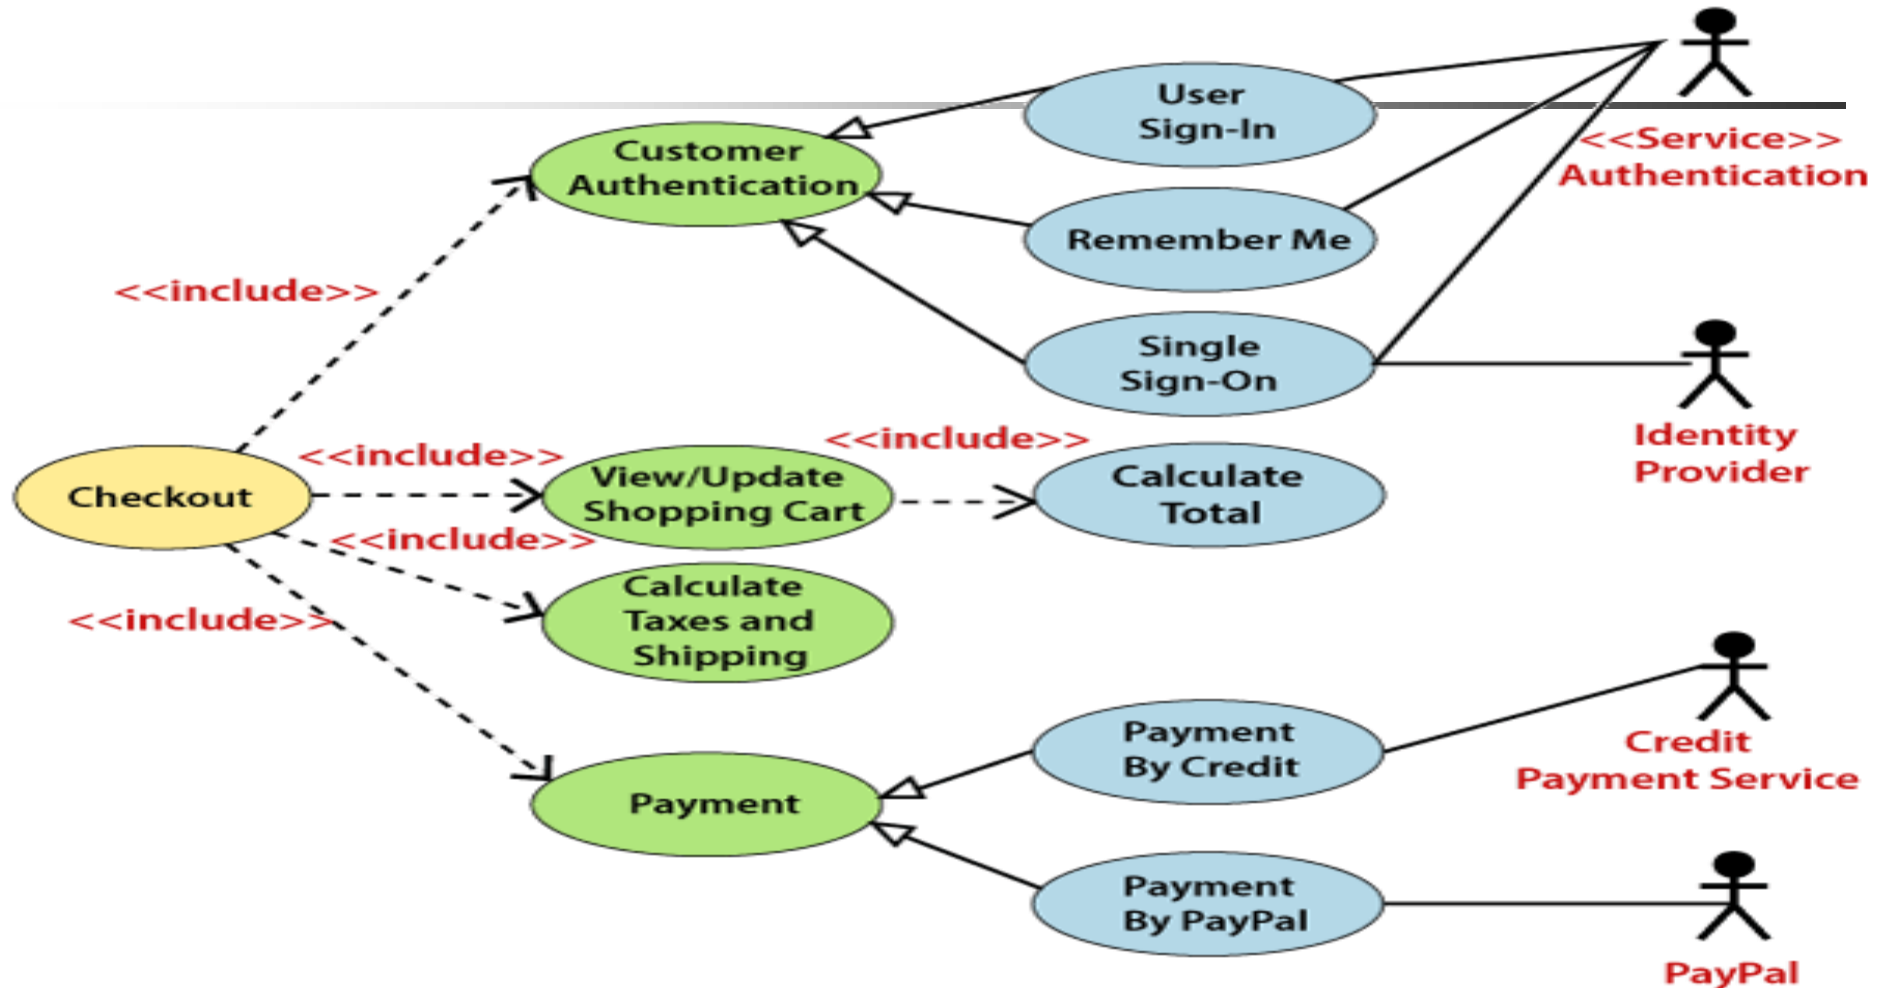 User
Sign-In
<<Service>>
Authentication
Customer
Authentication
Remember Me
<<include>>
Single
Sign-On
Identity
Provider
<<include>>
<<include>>
Checkout
View/Update
Shopping Cart
Calculate
Total
<<include>>
Calculate
Taxes and
Shipping
<<include>>
Payment
By Credit
Credit
Payment Service
Payment
Payment
By PayPal
PayPal